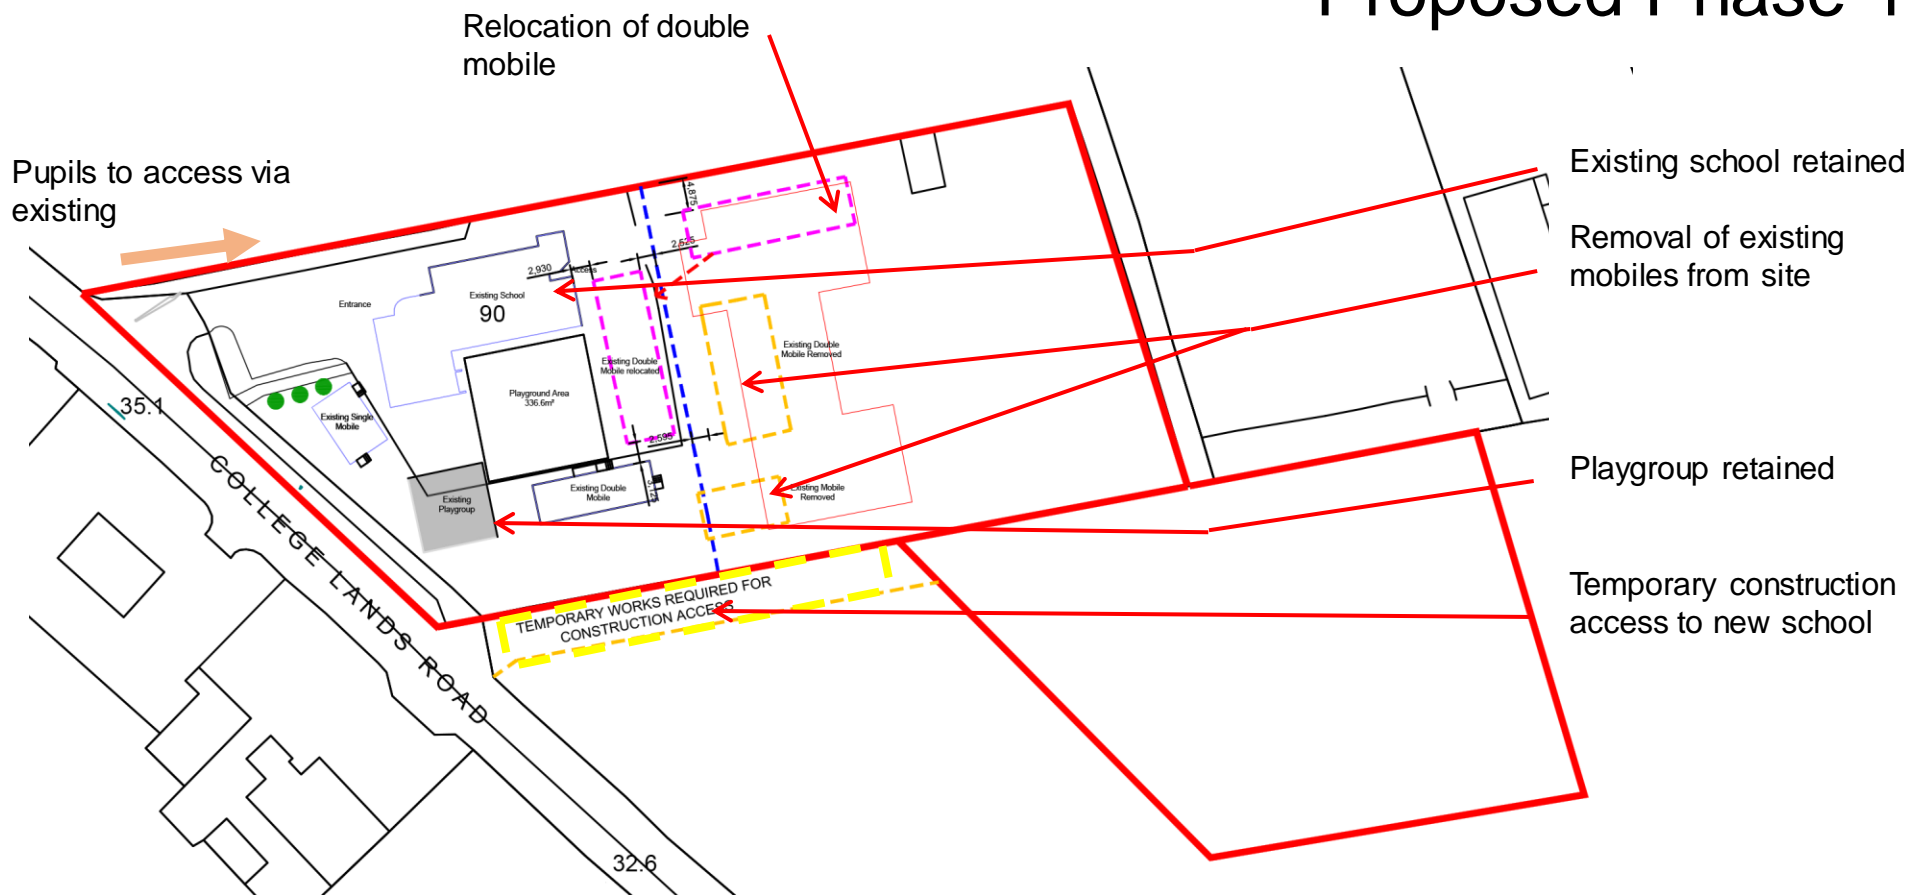 Proposed Phase 1
Relocation of double
mobile
Pupils to access via
existing
Existing school retained
Removal of existing
mobiles from site
Playgroup retained
Temporary construction
access to new school
4,875
2,525
2,930
Access
Entrance
Existing School
90
Existing Double
Mobile Removed
Existing Double
Mobile relocated
Playground Area
336.6m²
35.1
Existing Single
Mobile
2,595
Existing Double
Mobile
3,125
Existing Mobile
Removed
Existing
Playgroup
COLLEGE LANDS ROAD
TEMPORARY WORKS REQUIRED FOR
CONSTRUCTION ACCESS
32.6